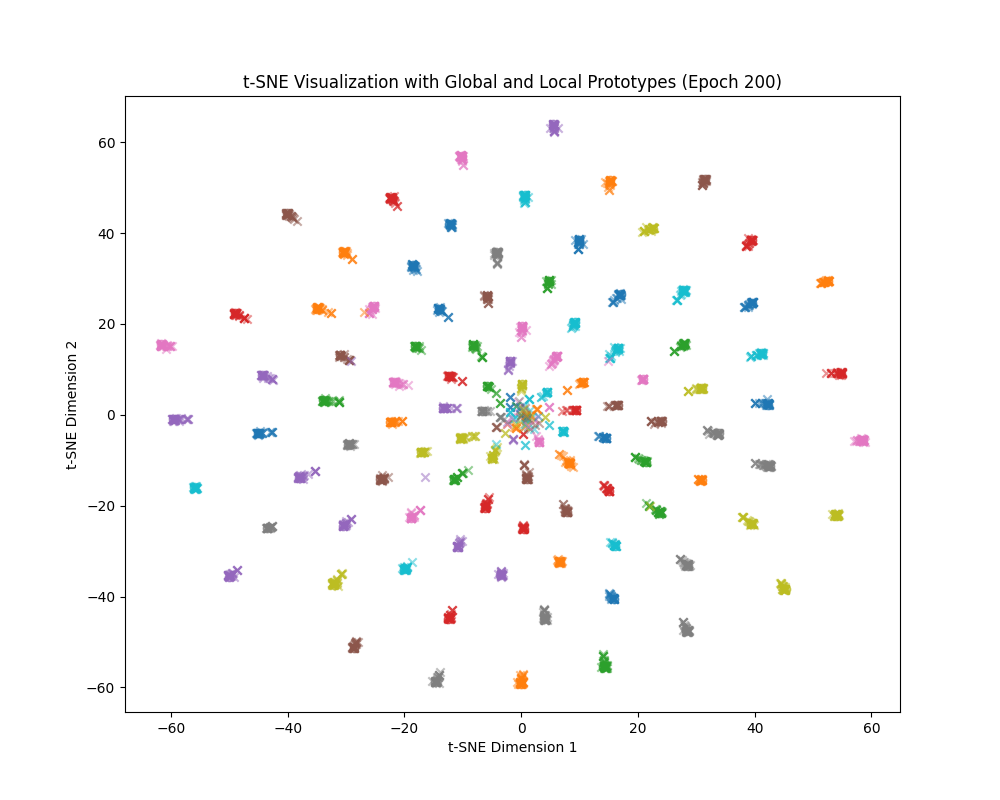 t-SNE Visualization with Global and Local Prototypes (Epoch 200)
60
40
20
0
−20
−40
−60
t-SNE Dimension 2
−60 −40 −20 0 20 40 60
t-SNE Dimension 1